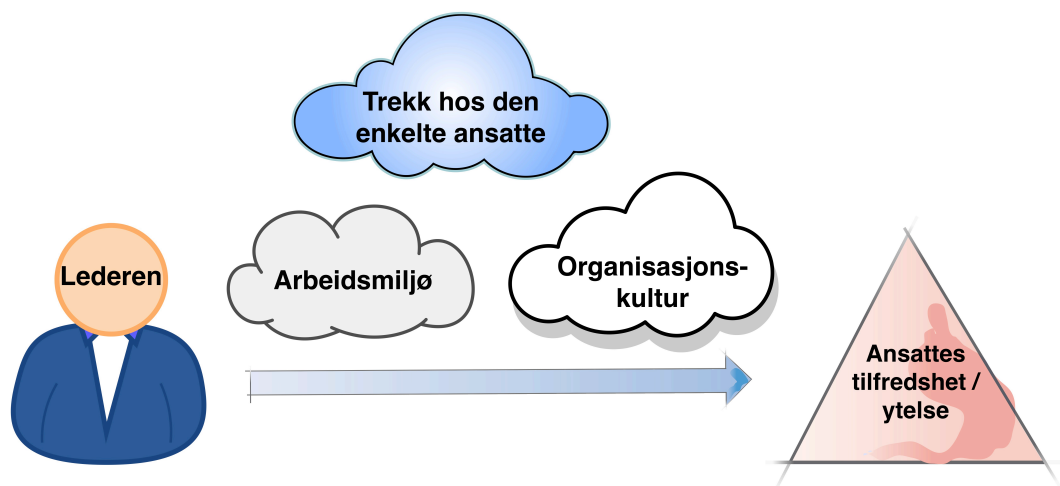 Trekk hos den
enkelte ansatte
Lederen
Arbeidsmiljø
Organisasjons-
kultur
Ansattes
tilfredshet /
ytelse